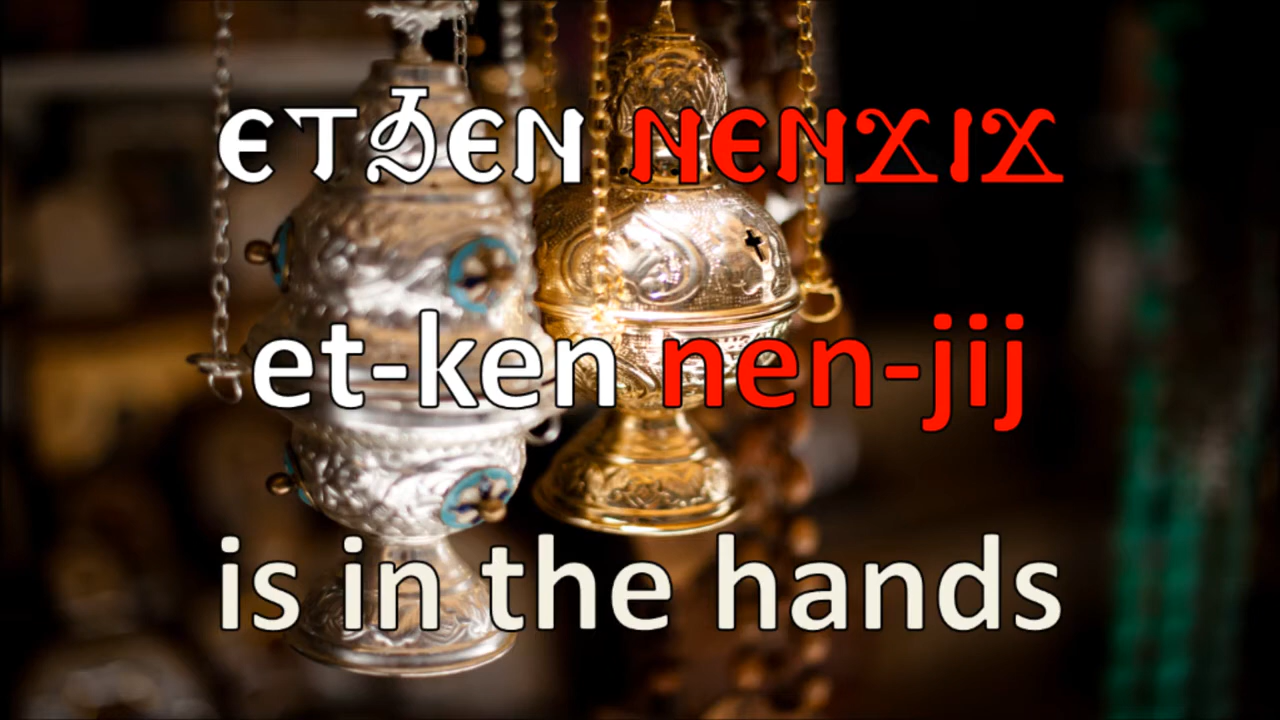 ⲉⲧϧⲉⲛ ⲛⲉⲛϫⲓϫ
et-ken nen-jij
is in the hands